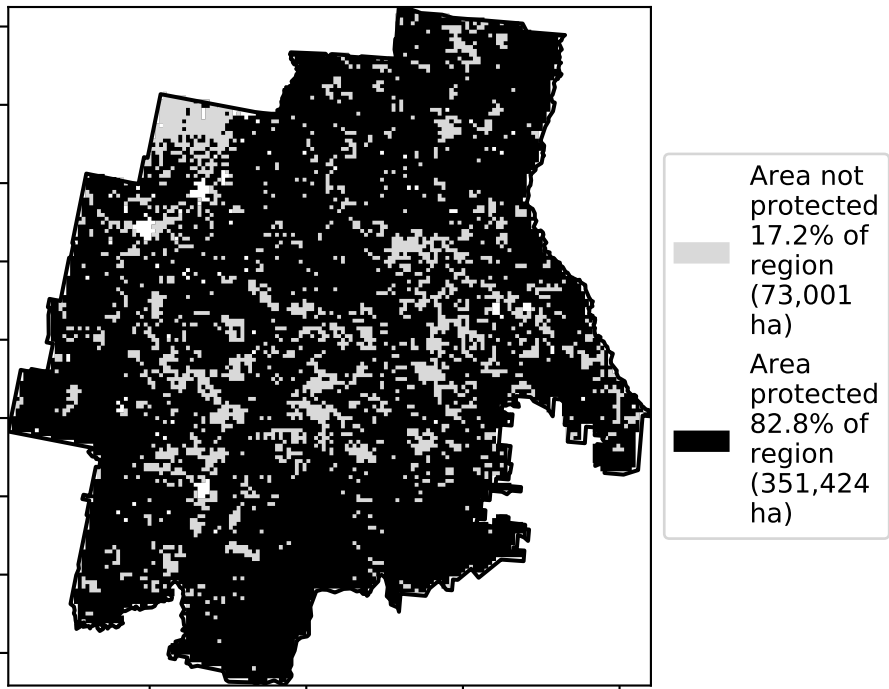 Area not
protected
17.2% of
region
(73,001
ha)
Area
protected
82.8% of
region
(351,424
ha)